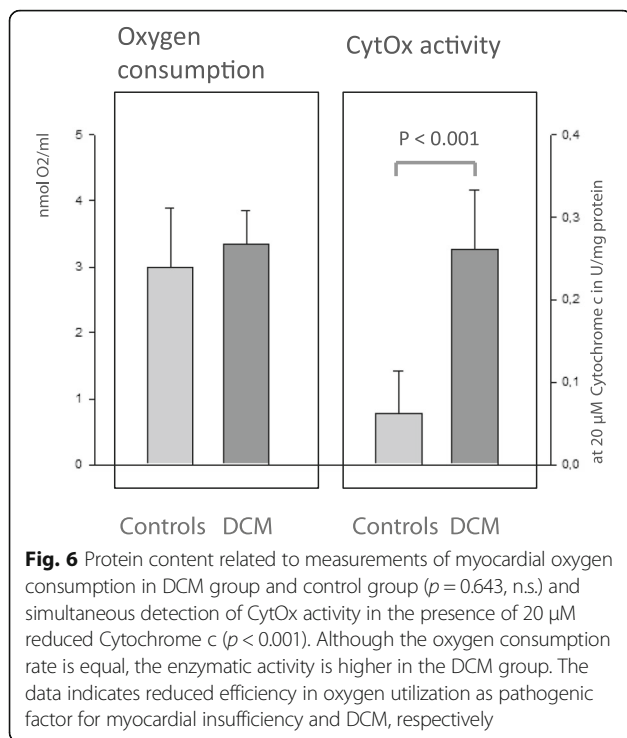 Oxygen
consumption
CytOx activity
P < 0.001
nmol O2/ml
5
4
3
2
1
0
0,4
0,3
0,2
0,1
0,0
at 20 µM Cytochrome c in U/mg protein
Controls DCM
Controls DCM
Fig. 6 Protein content related to measurements of myocardial oxygen
consumption in DCM group and control group (p = 0.643, n.s.) and
simultaneous detection of CytOx activity in the presence of 20 µM
reduced Cytochrome c (p < 0.001). Although the oxygen consumption
rate is equal, the enzymatic activity is higher in the DCM group. The
data indicates reduced efficiency in oxygen utilization as pathogenic
factor for myocardial insufficiency and DCM, respectively